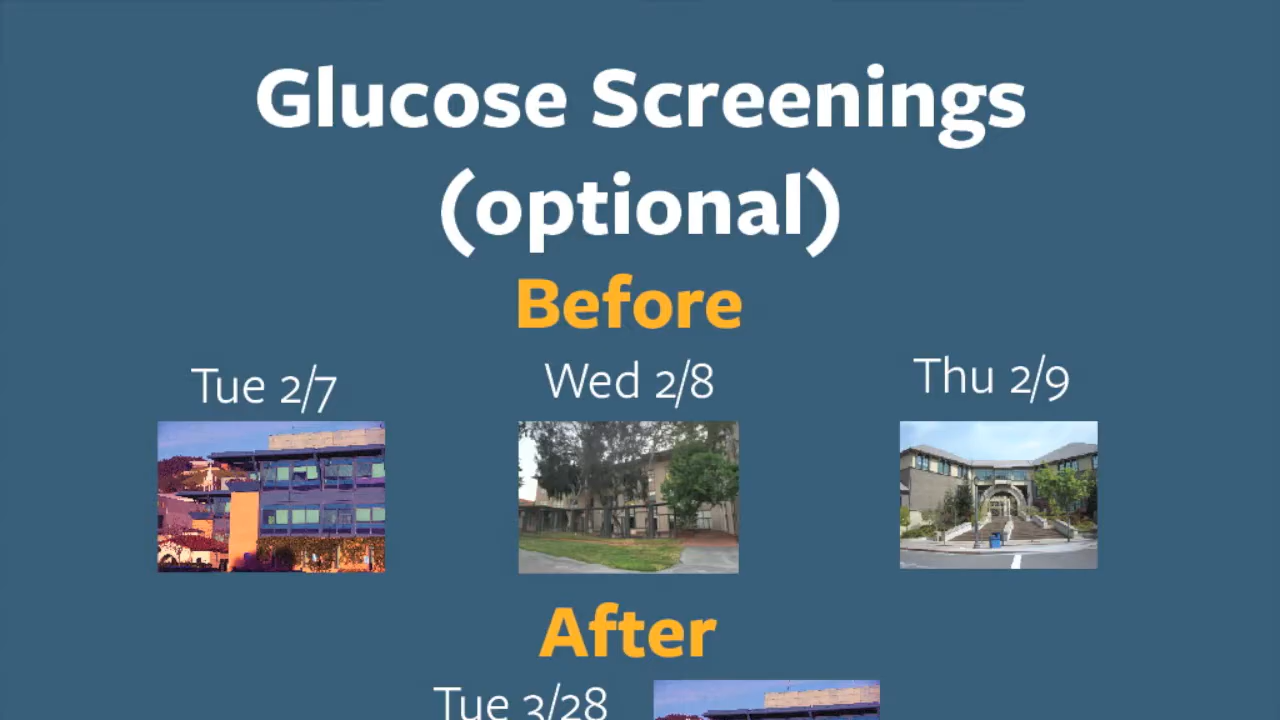 Glucose Screenings
(optional)
Before
Tue 2/7
Wed 2/8
Thu 2/9
After
Tue 3/28